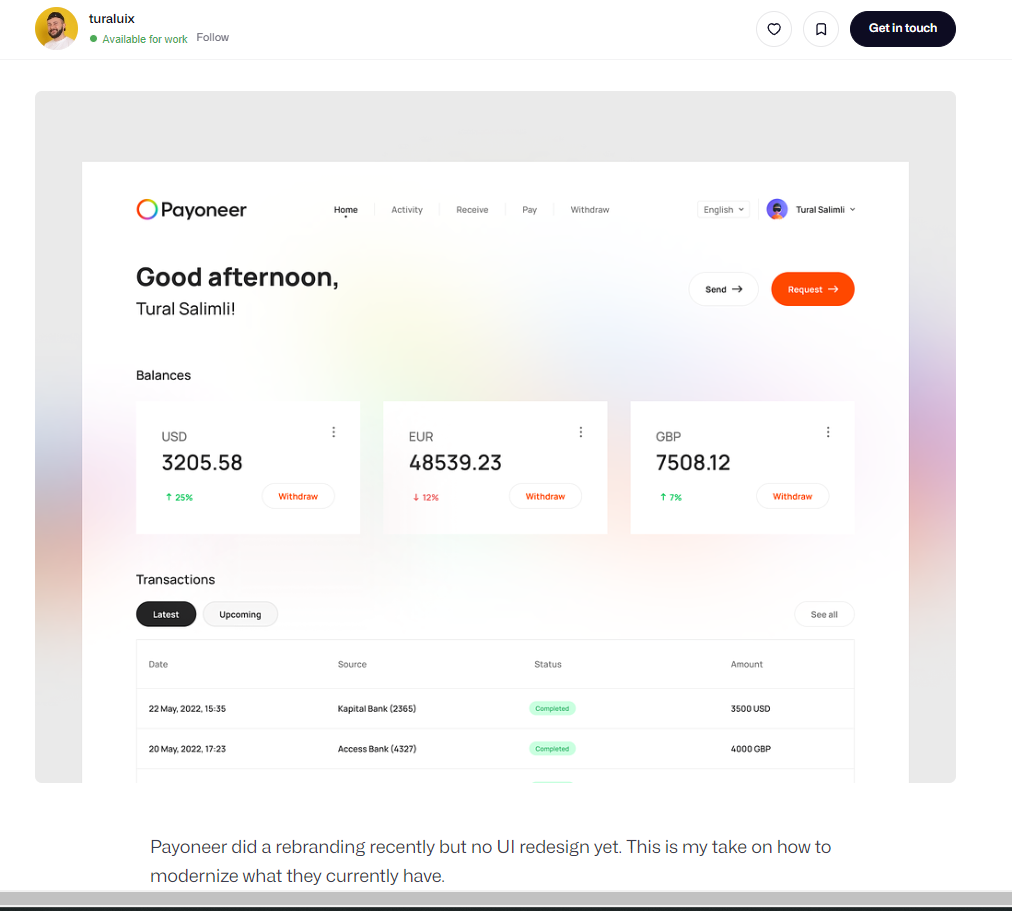 turaluix
Available for work Follow
Get in touch
Payoneer
Home Activity Receive Pay Withdraw
English
Tural Salimli
Good afternoon,
Tural Salimli!
Send
Request
Balances
USD
3205.58
25%
Withdraw
EUR
48539.23
12%
Withdraw
GBP
7508.12
7%
Withdraw
Transactions
Latest
Upcoming
See all
Date Source Status Amount
22 May, 2022, 15:35 Kapital Bank (2365) Completed 3500 USD
20 May, 2022, 17:23 Access Bank (4327) Completed 4000 GBP
Payoneer did a rebranding recently but no UI redesign yet. This is my take on how to
modernize what they currently have.